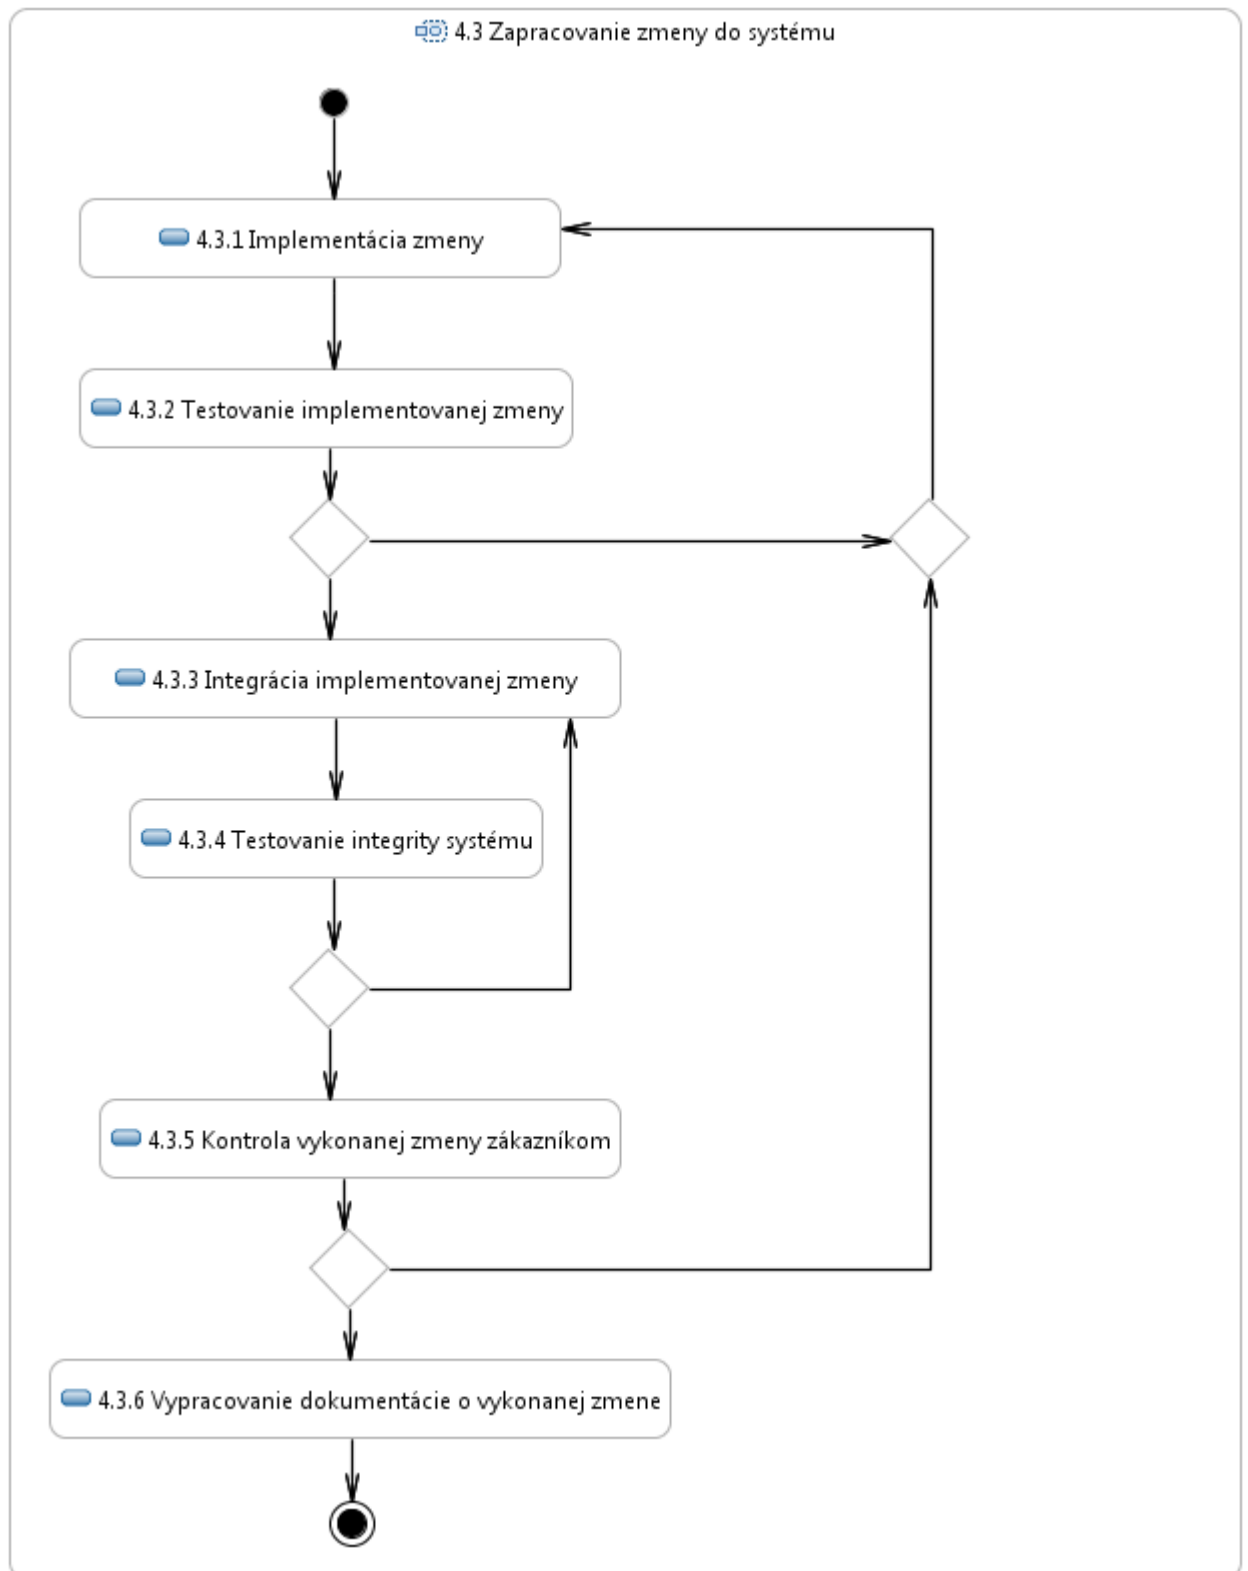 4.3 Zapracovanie zmeny do systému
4.3.1 Implementácia zmeny
4.3.2 Testovanie implementovanej zmeny
4.3.3 Integrácia implementovanej zmeny
4.3.4 Testovanie integrity systému
4.3.5 Kontrola vykonanej zmeny zákazníkom
4.3.6 Vypracovanie dokumentácie o vykonanej zmene